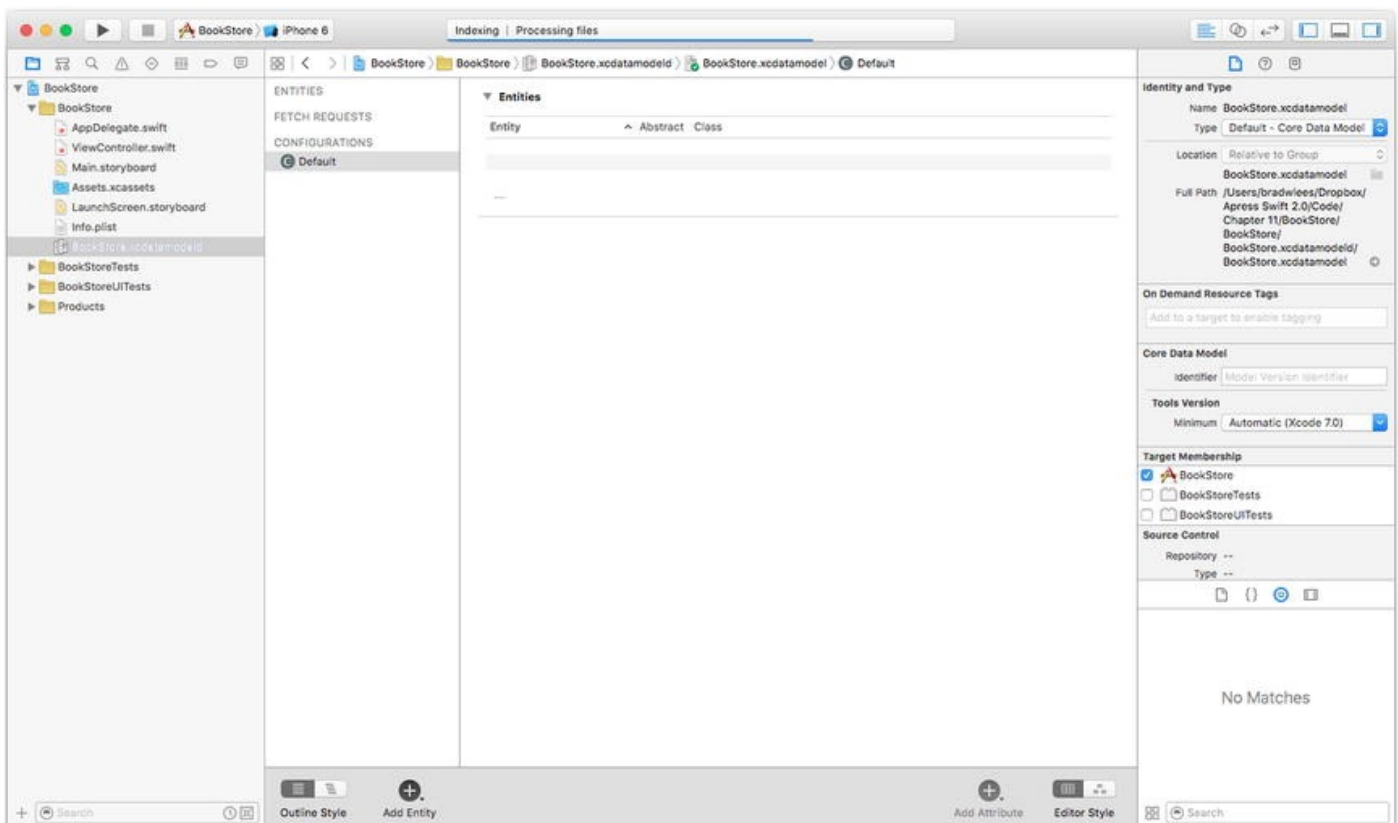 BookStore
iPhone 6
Indexing | Processing files
BookStore
BookStore
BookStore.xcdatamodeld
BookStore.xcdatamodel
Default
BookStore
BookStore
AppDelegate.swift
ViewController.swift
Main.storyboard
Assets.xcassets
LaunchScreen.storyboard
Info.plist
BookStore.xcdatamodeld
BookStoreTests
BookStoreUITests
Products
Search
ENTITIES
FETCH REQUESTS
CONFIGURATIONS
C Default
Entities
Entity Abstract Class
Outline Style
Add Entity
Add Attribute
Editor Style
Identity and Type
Name BookStore.xcdatamodel
Type Default - Core Data Model
Location Relative to Group
BookStore.xcdatamodel
Full Path /Users/bradwlees/Dropbox/
Apress Swift 2.0/Code/
Chapter 11/BookStore/
BookStore/
BookStore.xcdatamodeld/
BookStore.xcdatamodel
On Demand Resource Tags
Add to a target to enable tagging
Core Data Model
Identifier Model Version Identifier
Tools Version
Minimum Automatic (Xcode 7.0)
Target Membership
BookStore
BookStoreTests
BookStoreUITests
Source Control
Repository --
Type --
No Matches
Search